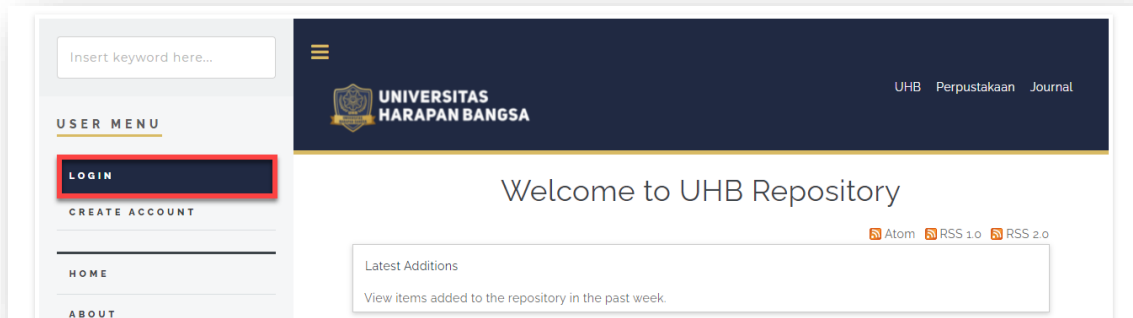 Insert keyword here...
USER MENU
LOGIN
CREATE ACCOUNT
HOME
ABOUT
UNIVERSITAS
HARAPAN BANGSA
UHB Perpustakaan Journal
Welcome to UHB Repository
Atom RSS 1.0 RSS 2.0
Latest Additions
View items added to the repository in the past week.